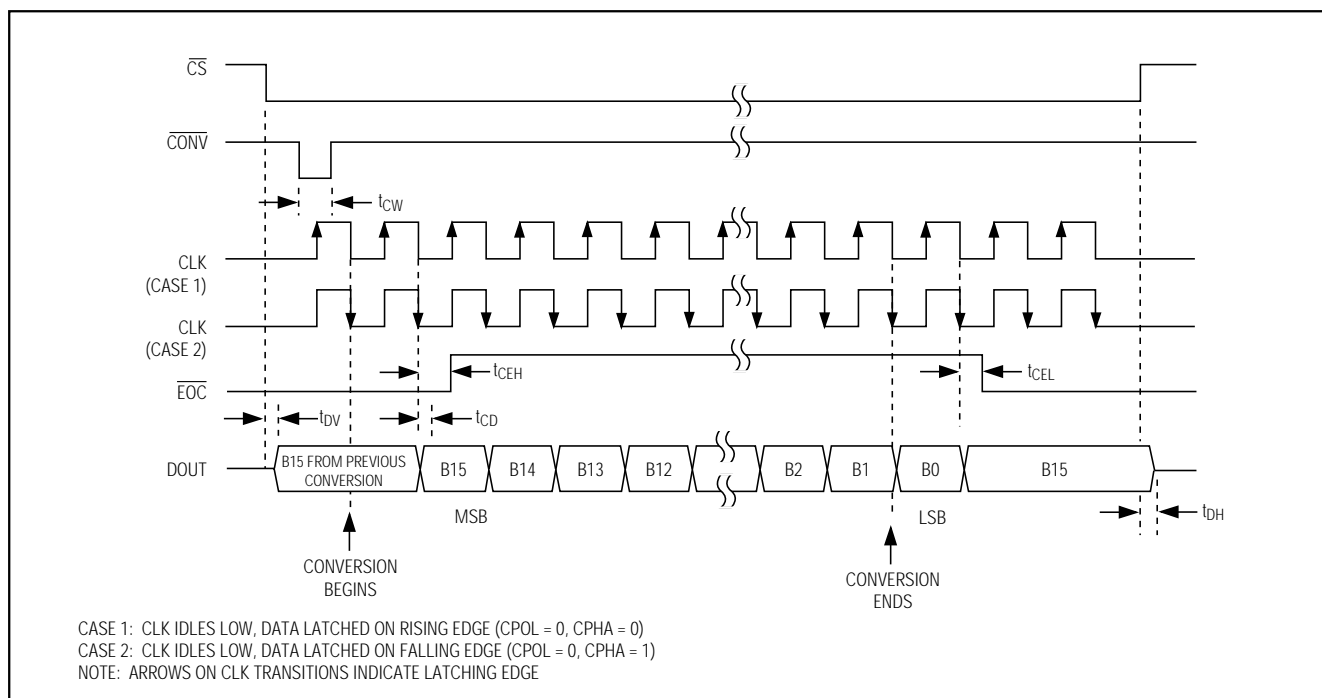 CS
CONV
tCW
CLK
(CASE 1)
CLK
(CASE 2)
tCEH
tCEL
EOC
tDV
tCD
DOUT
B15 FROM PREVIOUS
CONVERSION
B15
B14
B13
B12
B2
B1
B0
B15
MSB
LSB
tDH
CONVERSION
BEGINS
CONVERSION
ENDS
CASE 1: CLK IDLES LOW, DATA LATCHED ON RISING EDGE (CPOL = 0, CPHA = 0)
CASE 2: CLK IDLES LOW, DATA LATCHED ON FALLING EDGE (CPOL = 0, CPHA = 1)
NOTE: ARROWS ON CLK TRANSITIONS INDICATE LATCHING EDGE